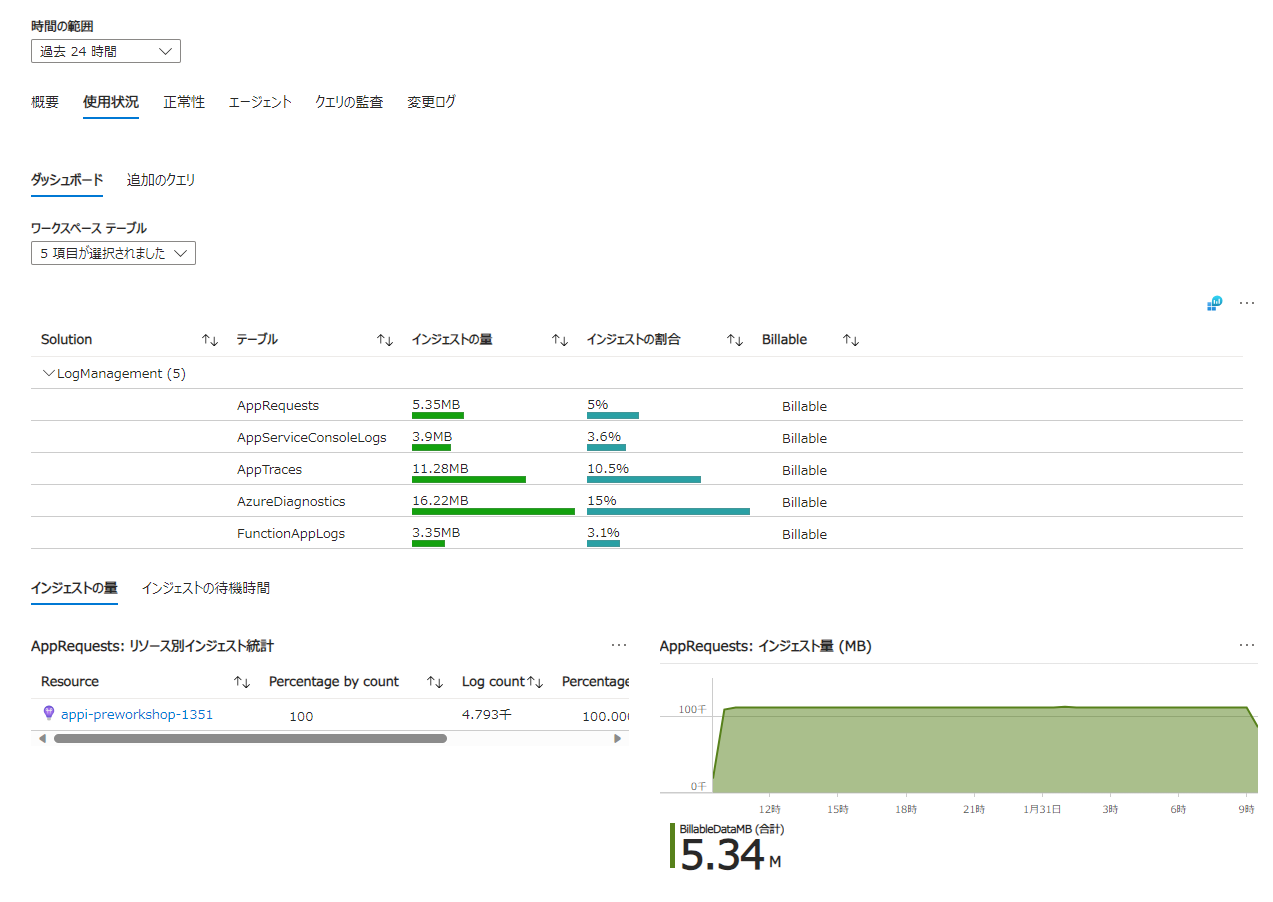 時間の範囲
過去 24 時間
概要 使用状況 正常性 エージェント クエリの監査 変更ログ
ダッシュボード 追加のクエリ
ワークスペース テーブル
5 項目が選択されました
Solution テーブル インジェストの量 インジェストの割合 Billable
LogManagement (5)
AppRequests 5.35MB 5% Billable
AppServiceConsoleLogs 3.9MB 3.6% Billable
AppTraces 11.28MB 10.5% Billable
AzureDiagnostics 16.22MB 15% Billable
FunctionAppLogs 3.35MB 3.1% Billable
インジェストの量 インジェストの待機時間
AppRequests: リソース別インジェスト統計
Resource Percentage by count Log count Percentage
appi-preworkshop-1351 100 4.793千 100.00
AppRequests: インジェスト量 (MB)
100千
0千
12時 15時 18時 21時 1月31日 3時 6時 9時
BillableDataMB (合計)
5.34 M